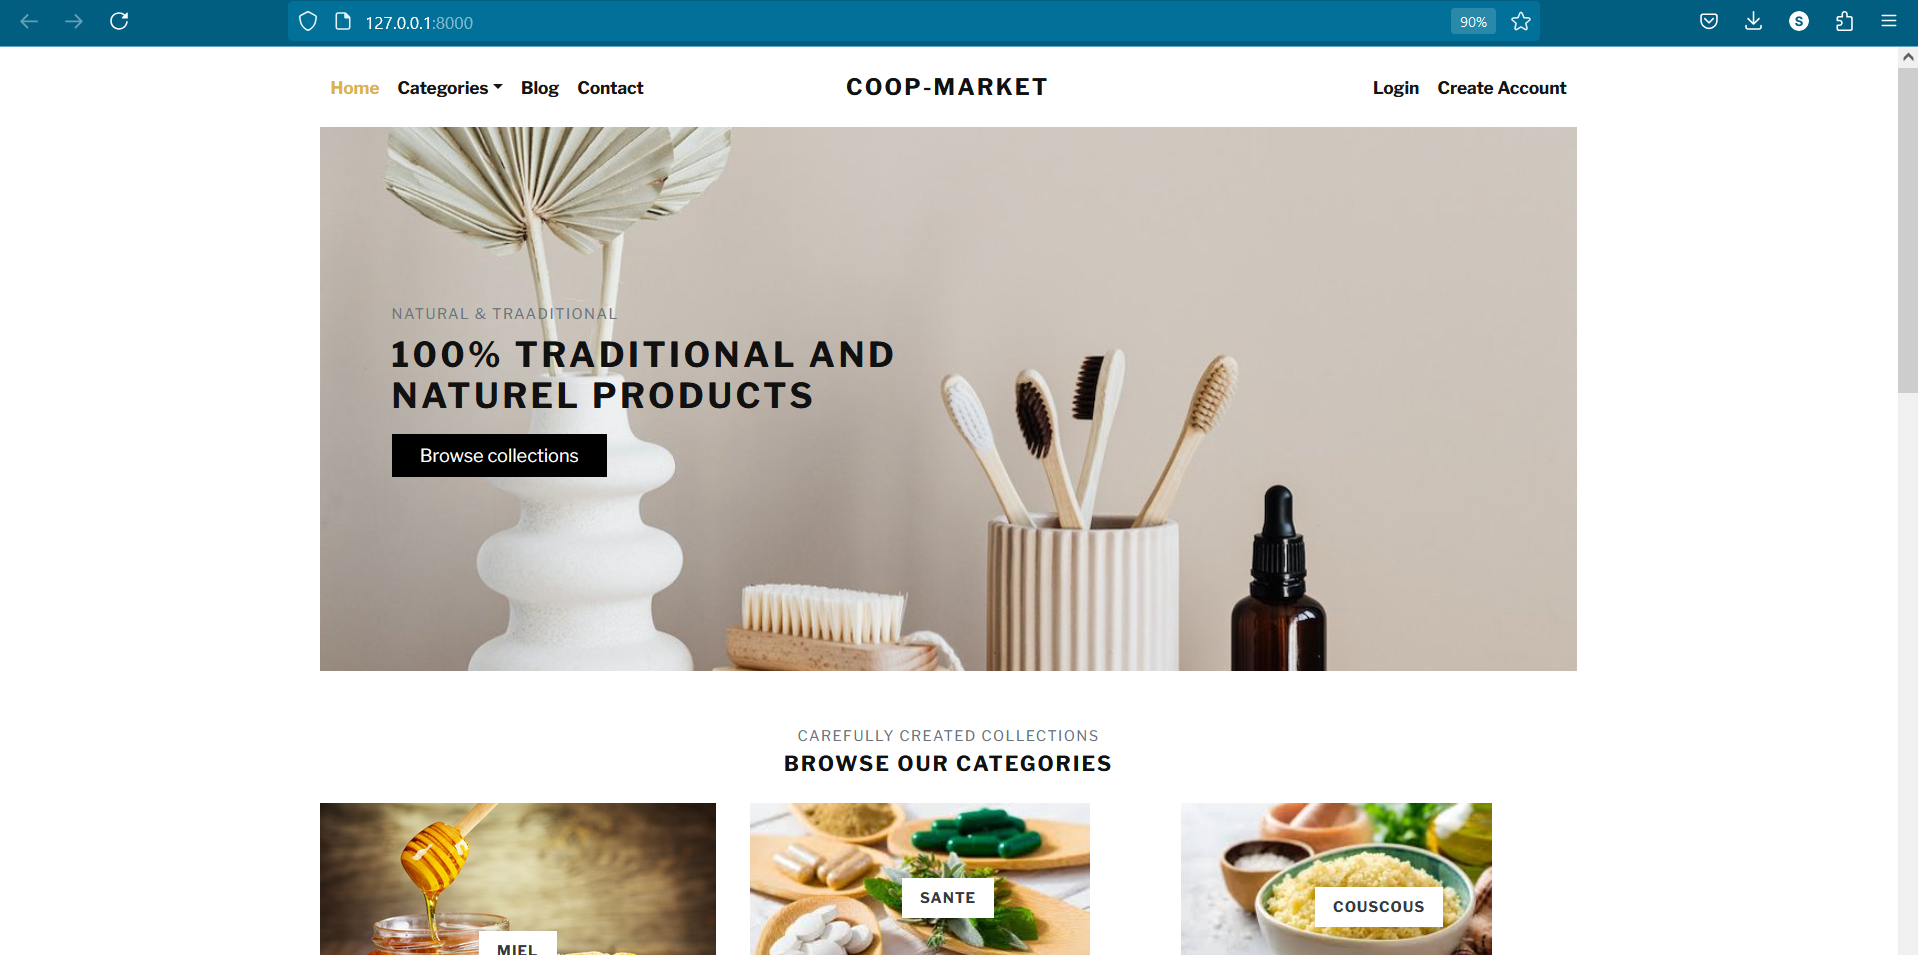 127.0.0.1:8000
90%
S
Home Categories Blog Contact
COOP-MARKET
Login Create Account
NATURAL & TRAADITIONAL
100% TRADITIONAL AND
NATUREL PRODUCTS
Browse collections
CAREFULLY CREATED COLLECTIONS
BROWSE OUR CATEGORIES
SANTE
COUSCOUS
MIEL